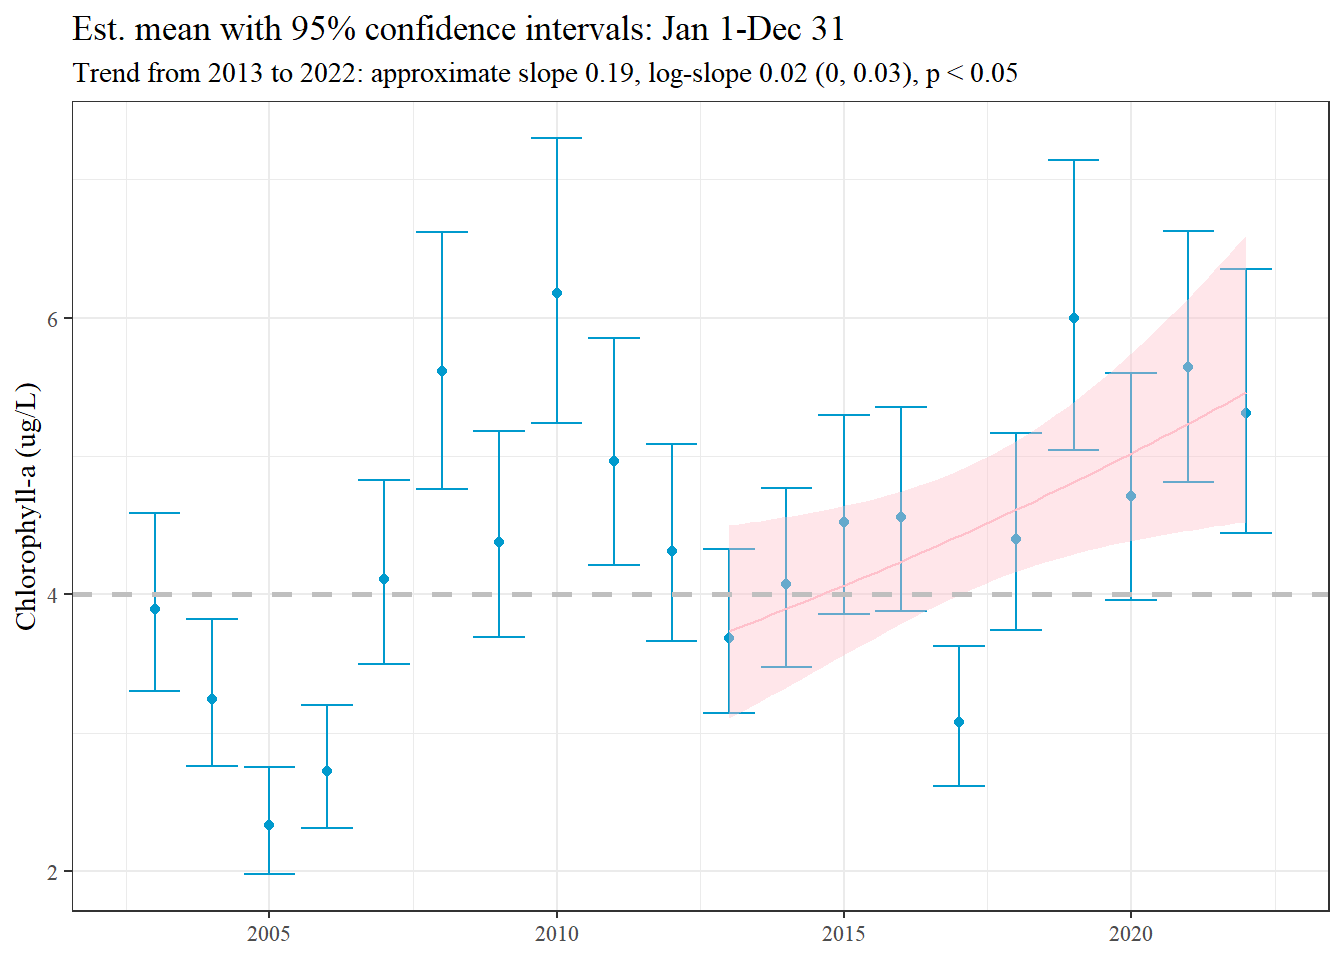 Est. mean with 95% confidence intervals: Jan 1-Dec 31
Trend from 2013 to 2022: approximate slope 0.19, log-slope 0.02 (0, 0.03), p < 0.05
Chlorophyll-a (ug/L)
6
4
2
2005
2010
2015
2020